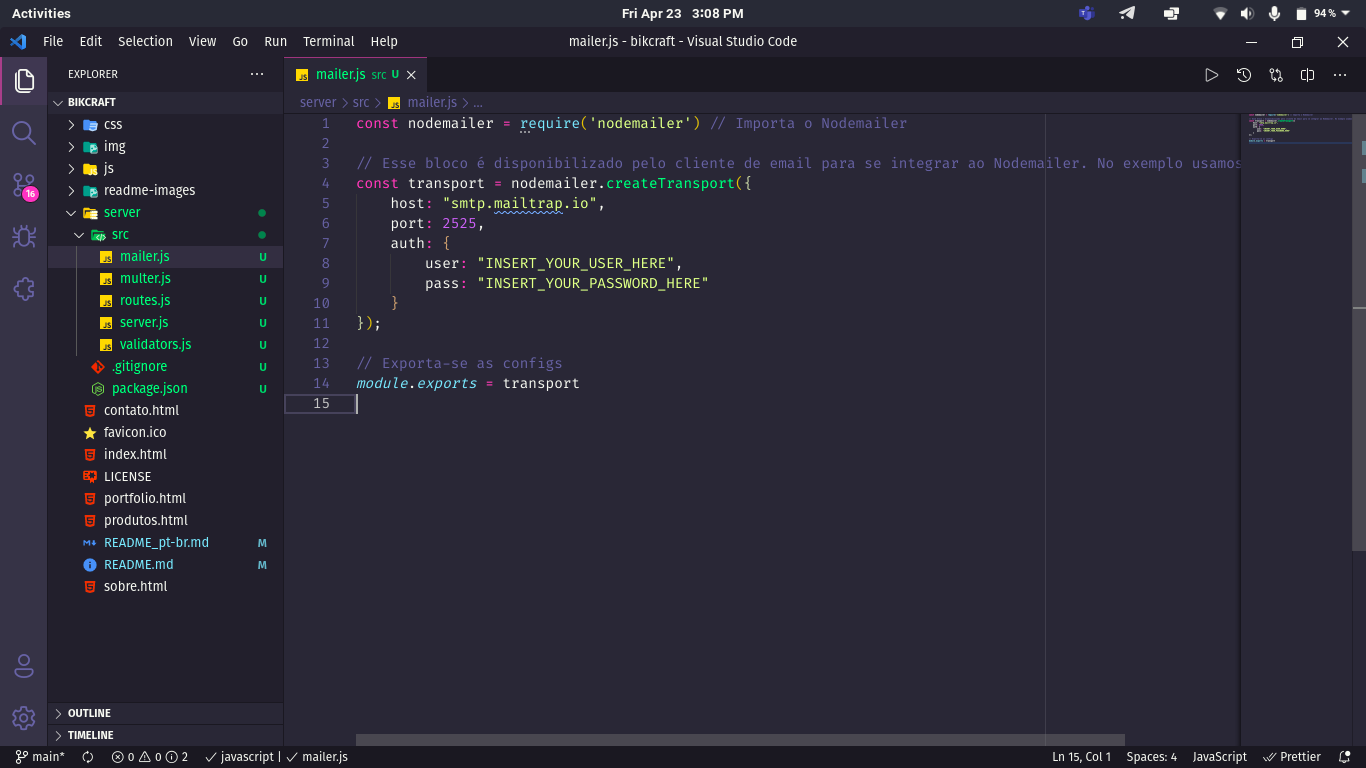 Activities
Fri Apr 23 3:08 PM
94%
File Edit Selection View Go Run Terminal Help
mailer.js - bikcraft - Visual Studio Code
EXPLORER
BIKCRAFT
css
img
js
readme-images
server
src
mailer.js U
multer.js U
routes.js U
server.js U
validators.js U
.gitignore U
package.json U
contato.html
favicon.ico
index.html
LICENSE
portfolio.html
produtos.html
README_pt-br.md M
README.md M
sobre.html
OUTLINE
TIMELINE
16
mailer.js src U
server > src > JS mailer.js > ...
1 const nodemailer = require('nodemailer') // Importa o Nodemailer
2
3 // Esse bloco é disponibilizado pelo cliente de email para se integrar ao Nodemailer. No exemplo usamos
4 const transport = nodemailer.createTransport({
5 host: "smtp.mailtrap.io",
6 port: 2525,
7 auth: {
8 user: "INSERT_YOUR_USER_HERE",
9 pass: "INSERT_YOUR_PASSWORD_HERE"
10 }
11 });
12
13 // Exporta-se as configs
14 module.exports = transport
15
main* 0 0 2 javascript | mailer.js
Ln 15, Col 1 Spaces: 4 JavaScript Prettier